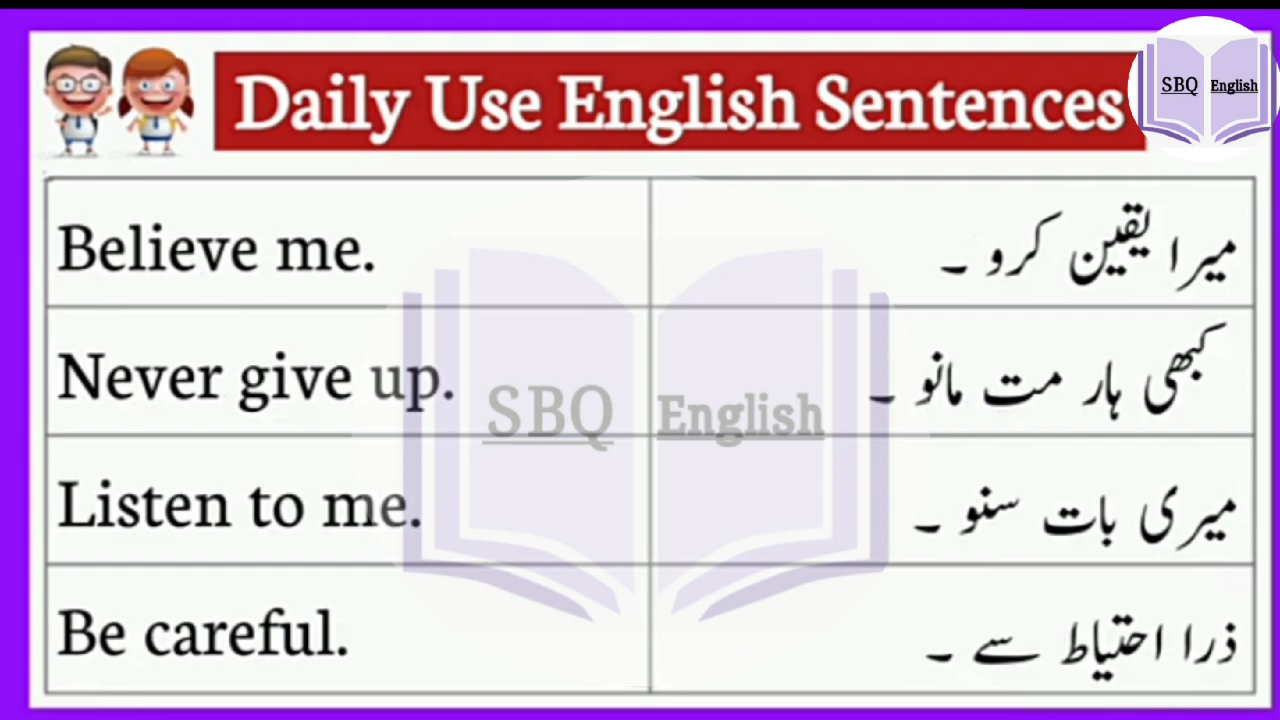 Daily Use English Sentences
SBQ English
Believe me. میرا یقین کرو ۔
Never give up. کبھی ہار مت مانو ۔
SBQ English
Listen to me. میری بات سنو ۔
Be careful. ذرا احتیاط سے ۔